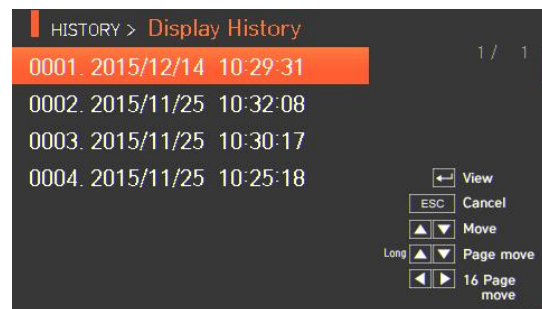 HISTORY > Display History
1/ 1
0001. 2015/12/14 10:29:31
0002. 2015/11/25 10:32:08
0003. 2015/11/25 10:30:17
0004. 2015/11/25 10:25:18
View
ESC Cancel
Move
Long Page move
16 Page
move